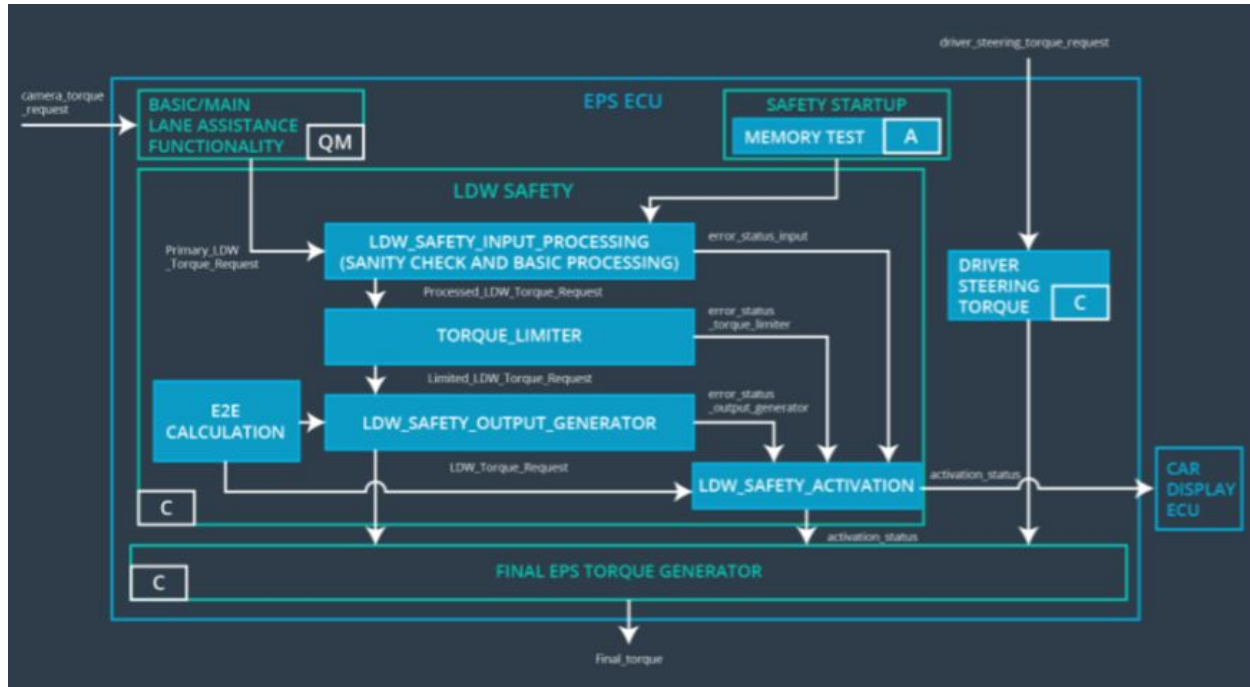 driver_steering_torque_request
camera_torque
_request
BASIC/MAIN
LANE ASSISTANCE
FUNCTIONALITY
QM
EPS ECU
SAFETY STARTUP
MEMORY TEST
A
LDW SAFETY
Primary_LDW
_Torque_Request
LDW_SAFETY_INPUT_PROCESSING
(SANITY CHECK AND BASIC PROCESSING)
error_status_input
DRIVER
STEERING
TORQUE
C
Processed_LDW_Torque_Request
TORQUE_LIMITER
error_status
_torque_limiter
Limited_LDW_Torque_Request
E2E
CALCULATION
LDW_SAFETY_OUTPUT_GENERATOR
error_status
_output_generator
LDW_Torque_Request
LDW_SAFETY_ACTIVATION
activation_status
CAR
DISPLAY
ECU
C
activation_status
C
FINAL EPS TORQUE GENERATOR
Final_torque